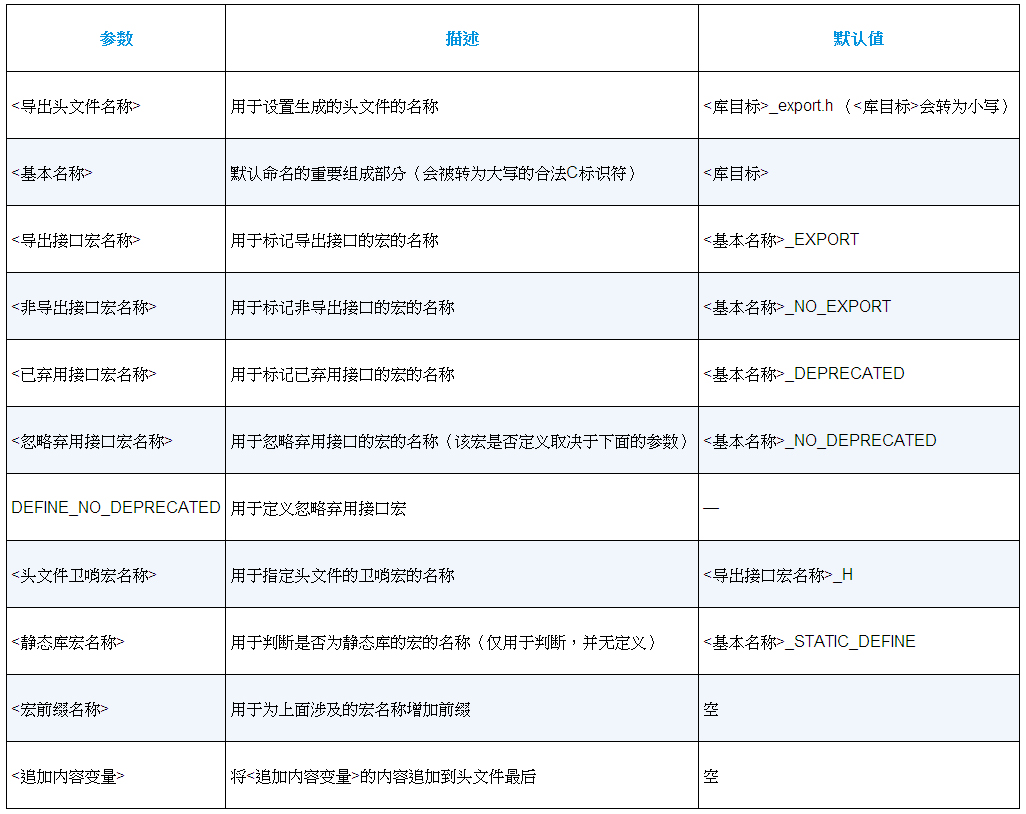 参数 描述 默认值
<导出头文件名称> 用于设置生成的头文件的名称 <库目标>_export.h（<库目标>会转为小写）
<基本名称> 默认命名的重要组成部分（会被转为大写的合法C标识符） <库目标>
<导出接口宏名称> 用于标记导出接口的宏的名称 <基本名称>_EXPORT
<非导出接口宏名称> 用于标记非导出接口的宏的名称 <基本名称>_NO_EXPORT
<已弃用接口宏名称> 用于标记已弃用接口的宏的名称 <基本名称>_DEPRECATED
<忽略弃用接口宏名称> 用于忽略弃用接口的宏的名称（该宏是否定义取决于下面的参数） <基本名称>_NO_DEPRECATED
DEFINE_NO_DEPRECATED 用于定义忽略弃用接口宏 —
<头文件卫哨宏名称> 用于指定头文件的卫哨宏的名称 <导出接口宏名称>_H
<静态库宏名称> 用于判断是否为静态库的宏的名称（仅用于判断，并无定义） <基本名称>_STATIC_DEFINE
<宏前缀名称> 用于为上面涉及的宏名称增加前缀 空
<追加内容变量> 将<追加内容变量>的内容追加到头文件最后 空